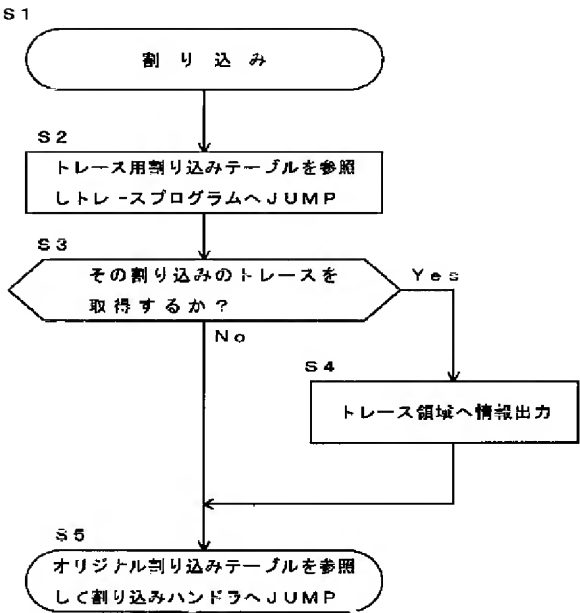 S1
割り込み
S2
トレース用割り込みテーブルを参照
しトレースプログラムへJUMP
S3
その割り込みのトレースを
取得するか?
Yes
No
S4
トレース領域へ情報出力
S5
オリジナル割り込みテーブルを参照
して割り込みハンドラへJUMP